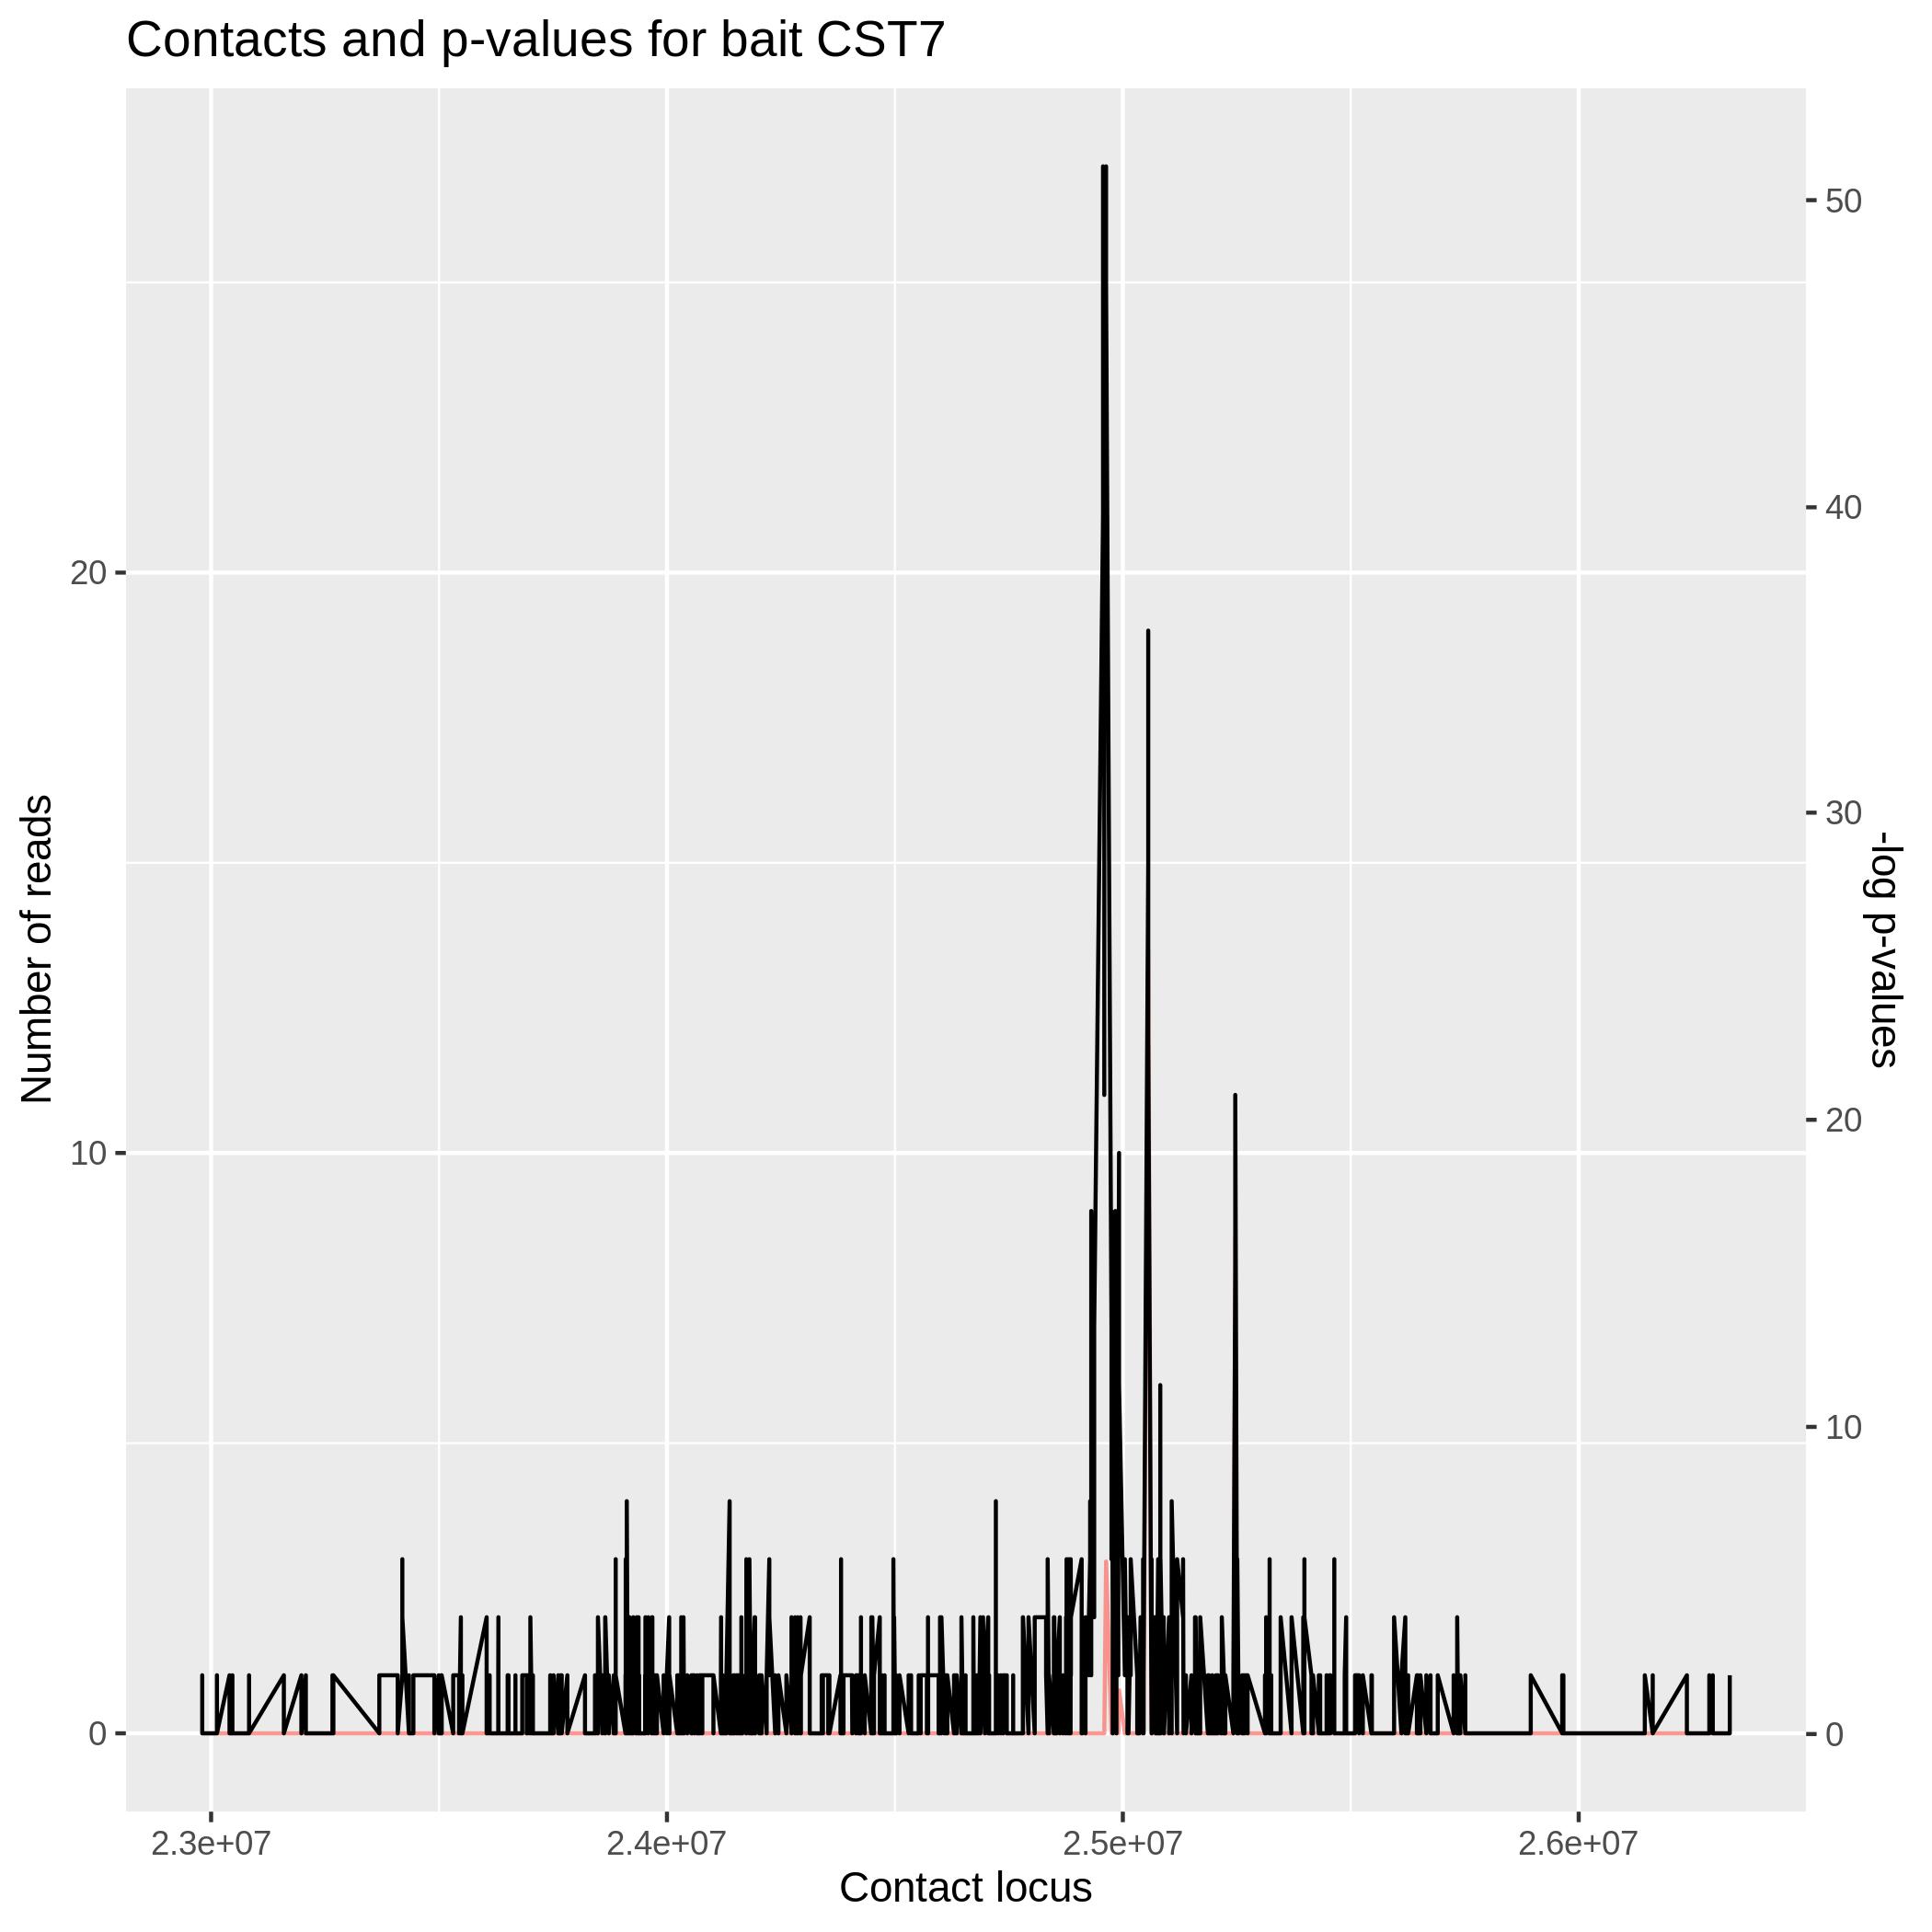 Contacts and p-values for bait CST7
Number of reads
20
10
0
50
40
30
20
10
0
-log p-values
2.3e+07
2.4e+07
2.5e+07
2.6e+07
Contact locus